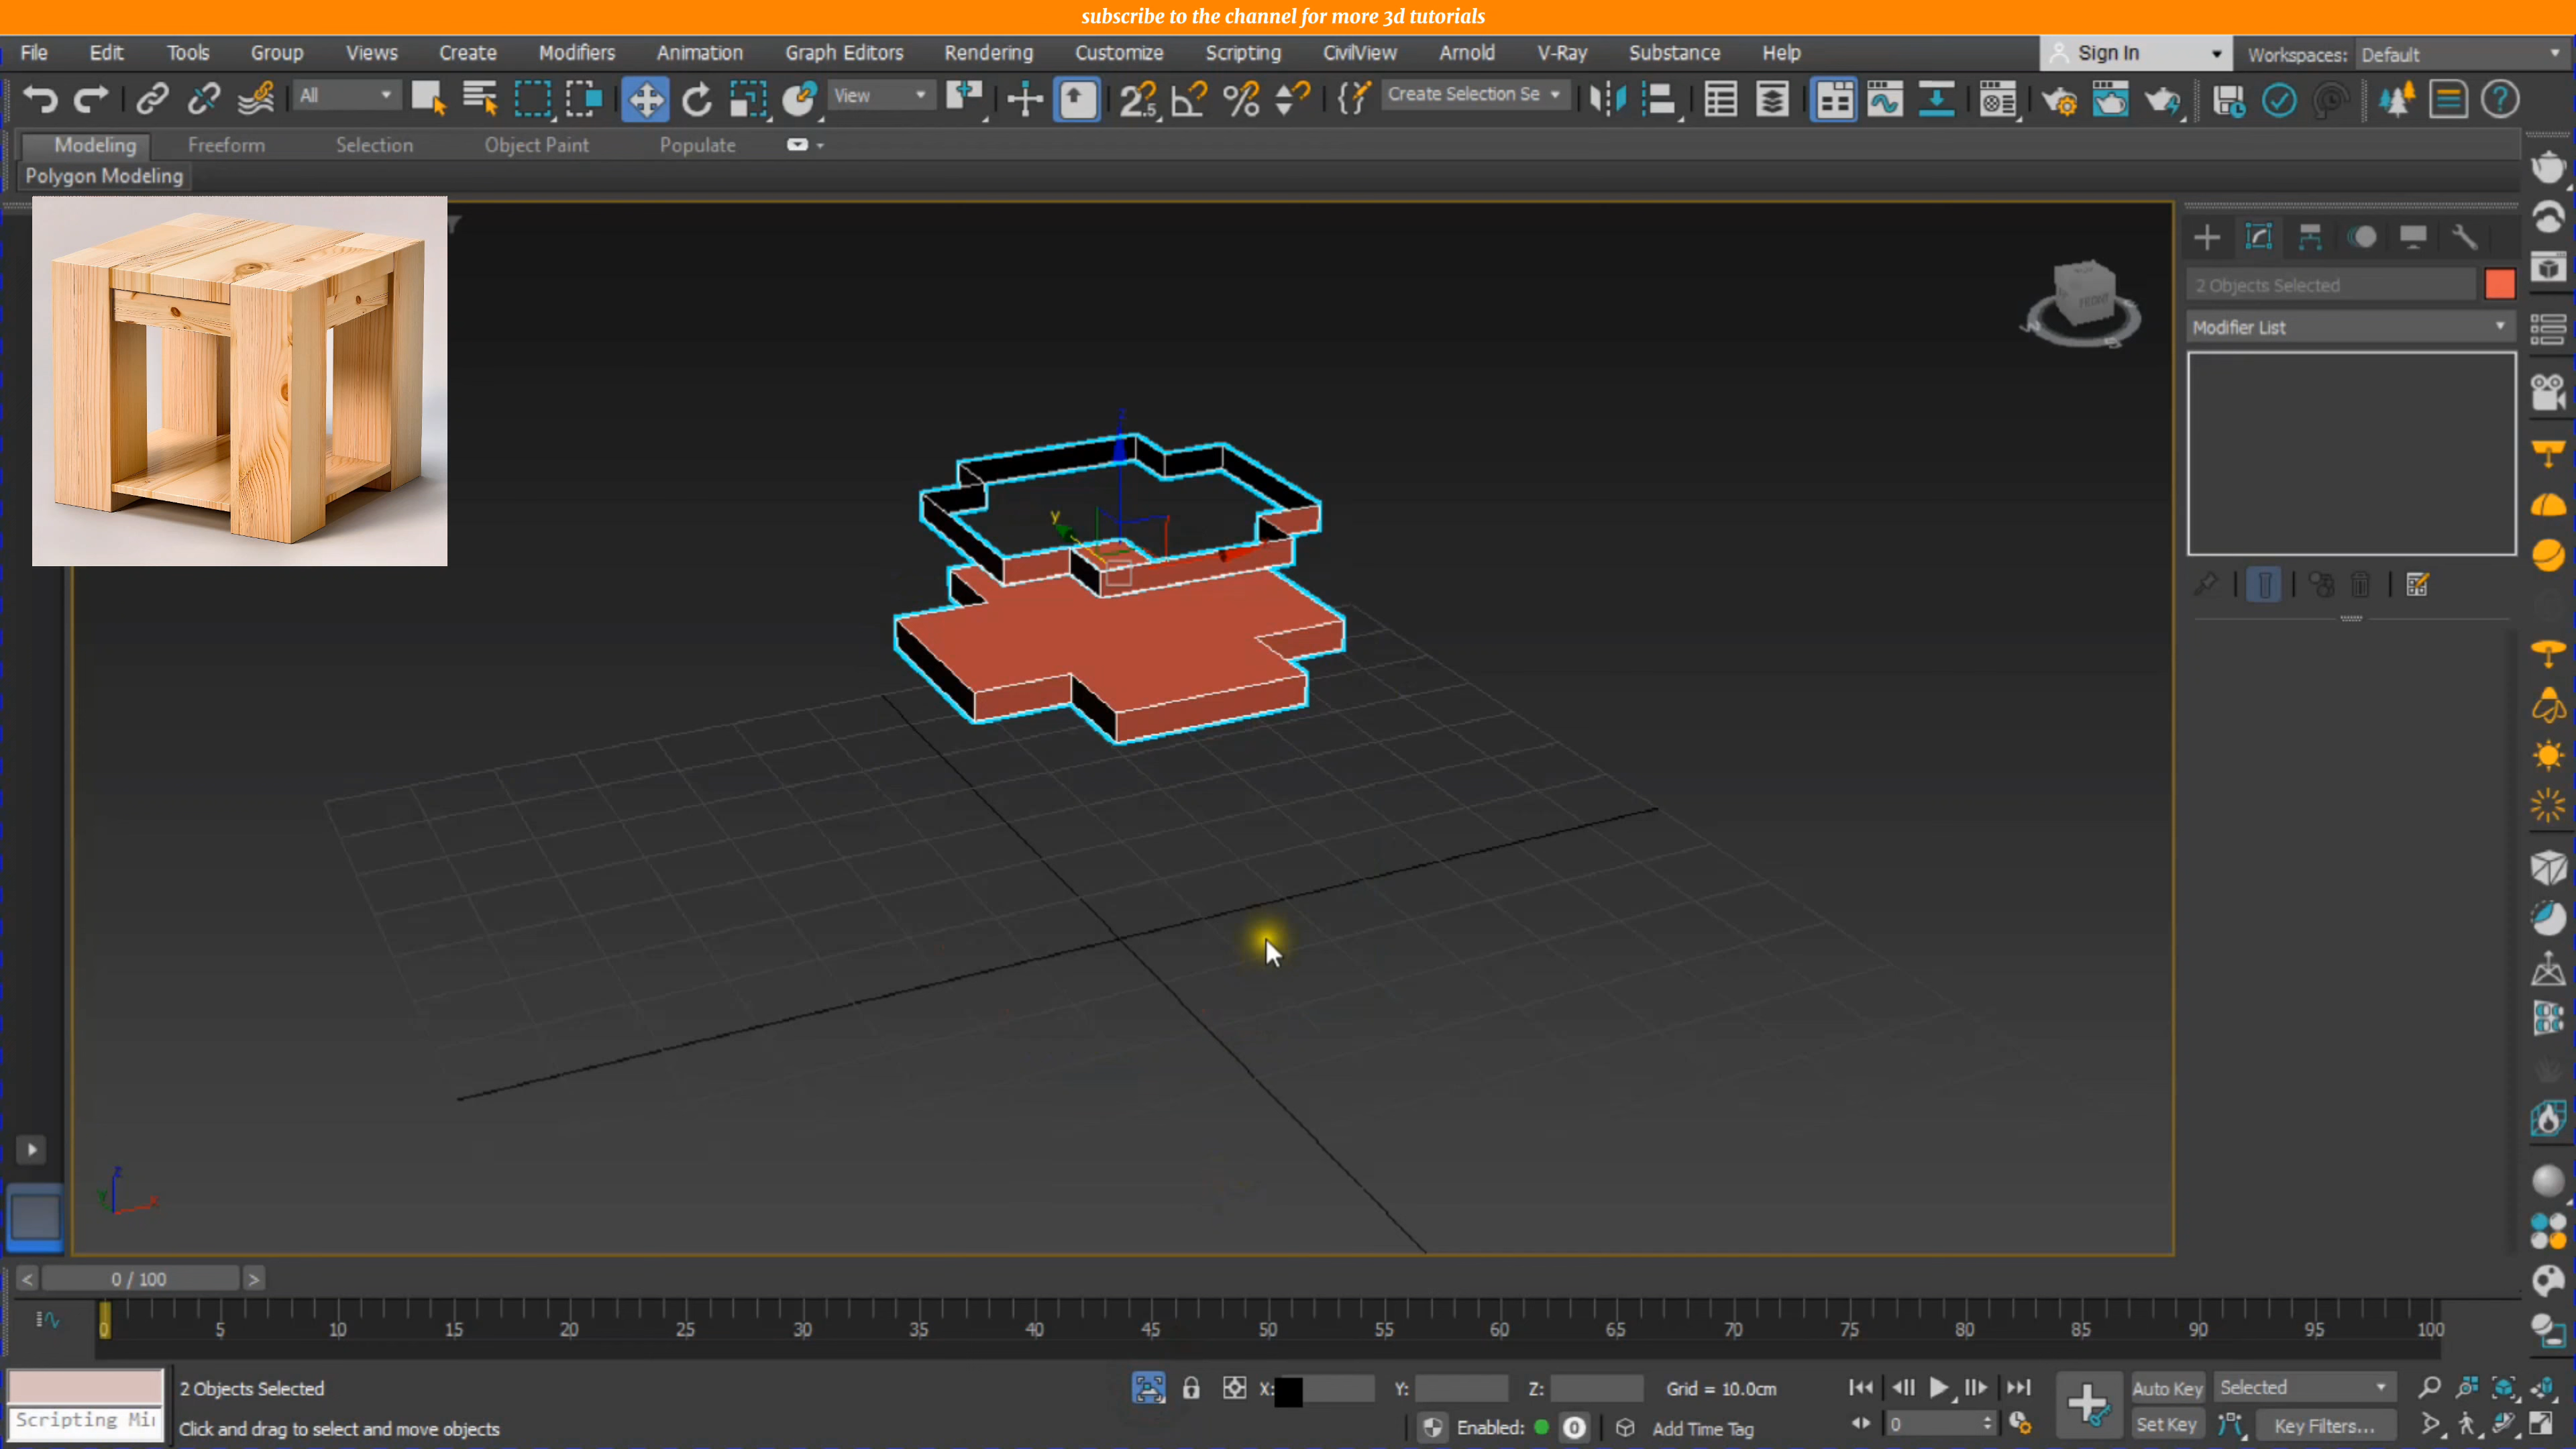 subscribe to the channel for more 3d tutorials
File Edit Tools Group Views Create Modifiers Animation Graph Editors Rendering Customize Scripting CivilView Arnold V-Ray Substance Help Sign In Workspaces: Default
All View Create Selection Se
Modeling Freeform Selection Object Paint Populate
Polygon Modeling
2 Objects Selected
Modifier List
FRONT
z
y
z
x
0 / 100
0 5 10 15 20 25 30 35 40 45 50 55 60 65 70 75 80 85 90 95 100
2 Objects Selected X: Y: Z: Grid = 10.0cm Auto Key Selected
Scripting Mi
Click and drag to select and move objects Enabled: 0 Add Time Tag 0 Set Key Key Filters...